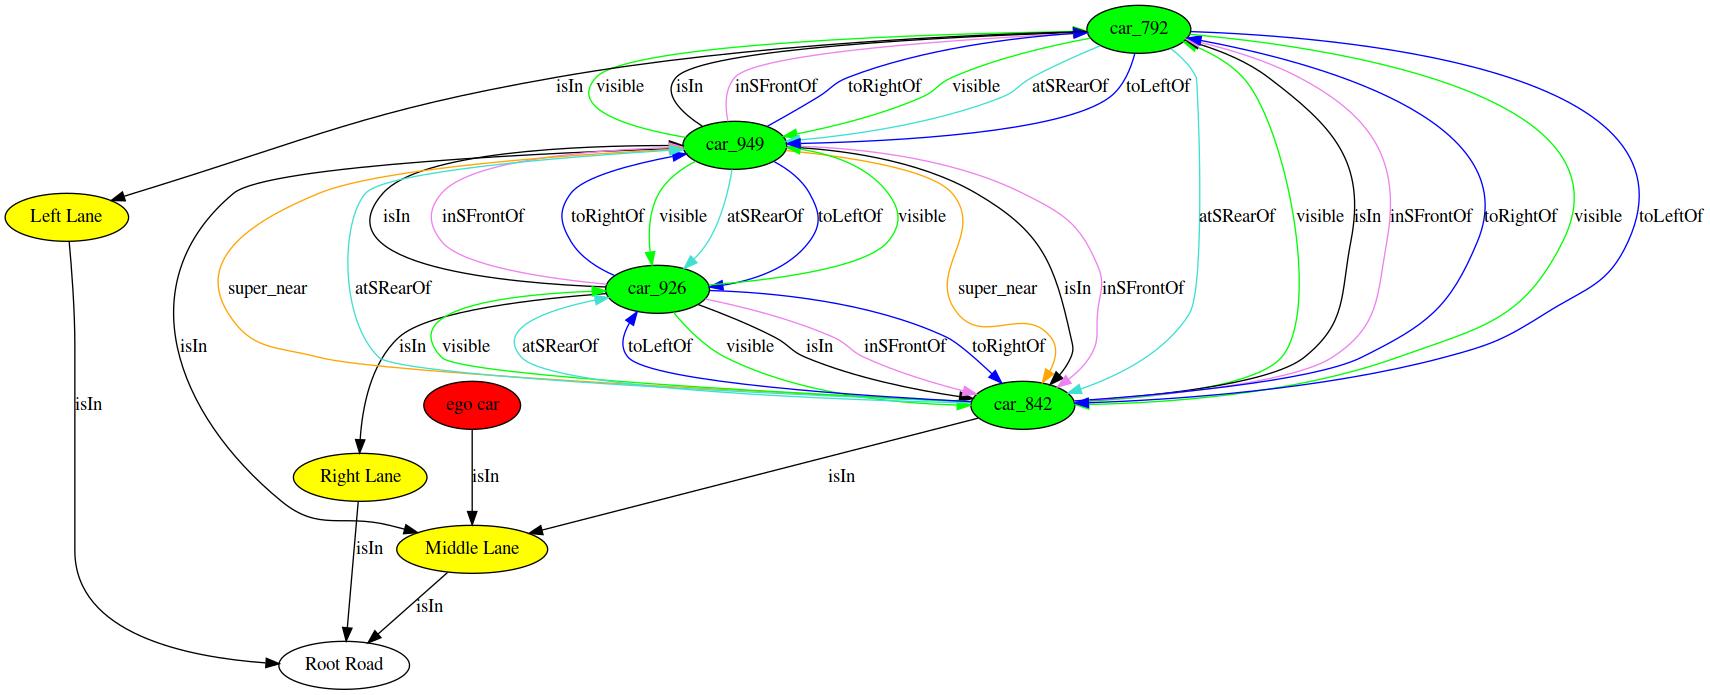 car_792
isIn
visible
isIn
inSFrontOf
toRightOf
visible
atSRearOf
toLeftOf
car_949
Left Lane
isIn
inSFrontOf
toRightOf
visible
atSRearOf
toLeftOf
visible
atSRearOf
visible
isIn
inSFrontOf
toRightOf
visible
toLeftOf
super_near
atSRearOf
car_926
super_near
isIn
inSFrontOf
isIn
isIn
visible
atSRearOf
toLeftOf
visible
isIn
inSFrontOf
toRightOf
isIn
ego car
car_842
Right Lane
isIn
isIn
isIn
Middle Lane
isIn
Root Road